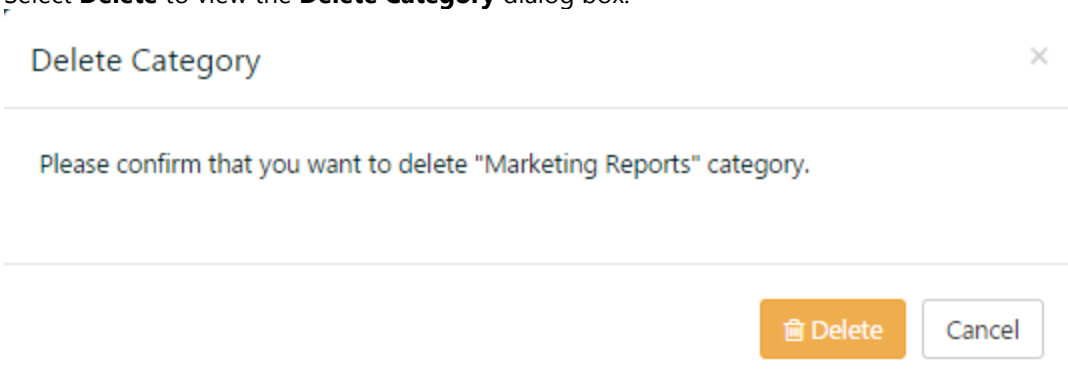 Select Delete to view the Delete Category dialog box.
Delete Category
×
Please confirm that you want to delete "Marketing Reports" category.
Delete
Cancel